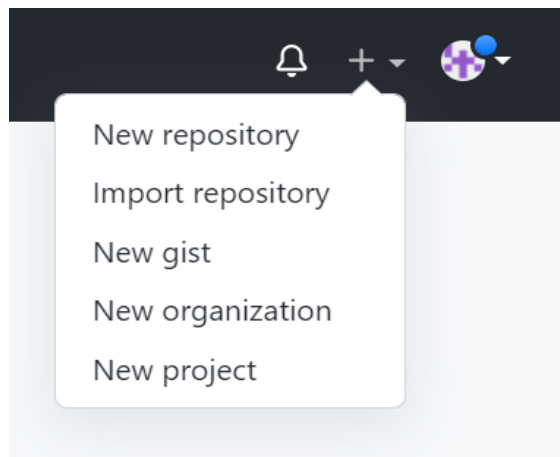 New repository
Import repository
New gist
New organization
New project